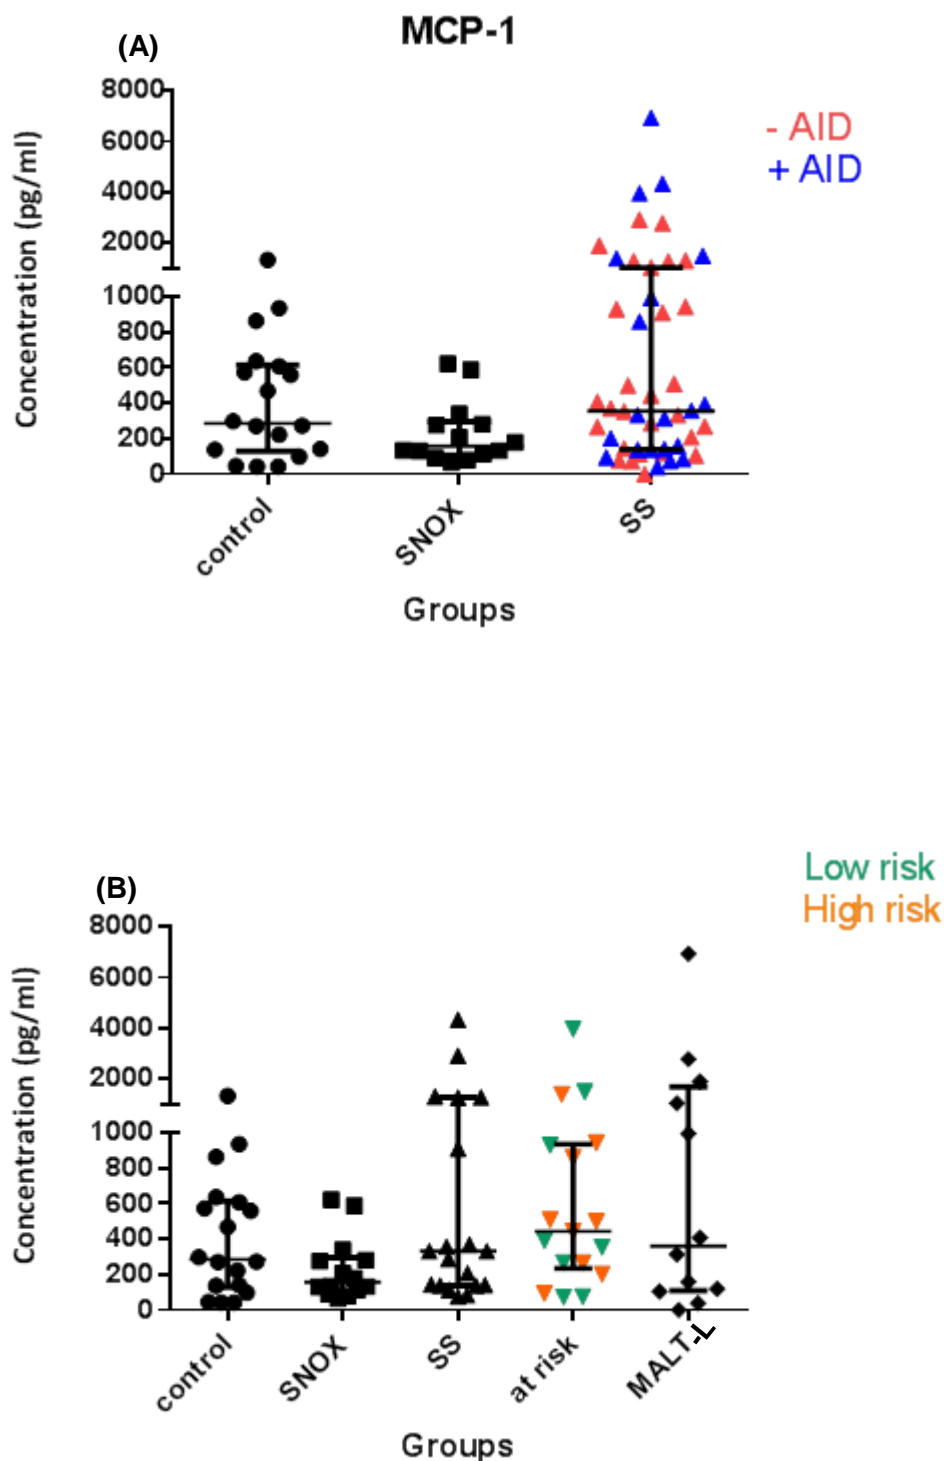 MCP-1
(A)
8000
6000
4000
2000
1000
800
600
400
200
0
Concentration (pg/ml)
- AID
+ AID
control
SNOX
SS
Groups
(B)
Low risk
High risk
8000
6000
4000
2000
1000
800
600
400
200
0
Concentration (pg/ml)
control
SNOX
SS
at risk
MALT-L
Groups